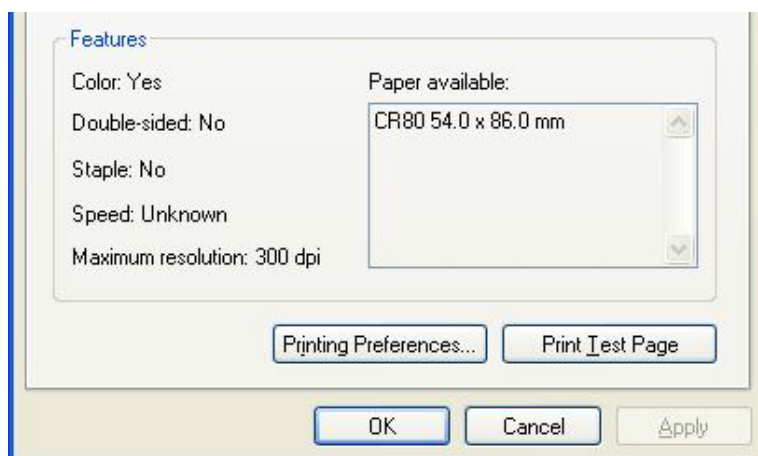 Features
Color: Yes
Paper available:
Double-sided: No
CR80 54.0 x 86.0 mm
Staple: No
Speed: Unknown
Maximum resolution: 300 dpi
Printing Preferences...
Print Test Page
OK
Cancel
Apply